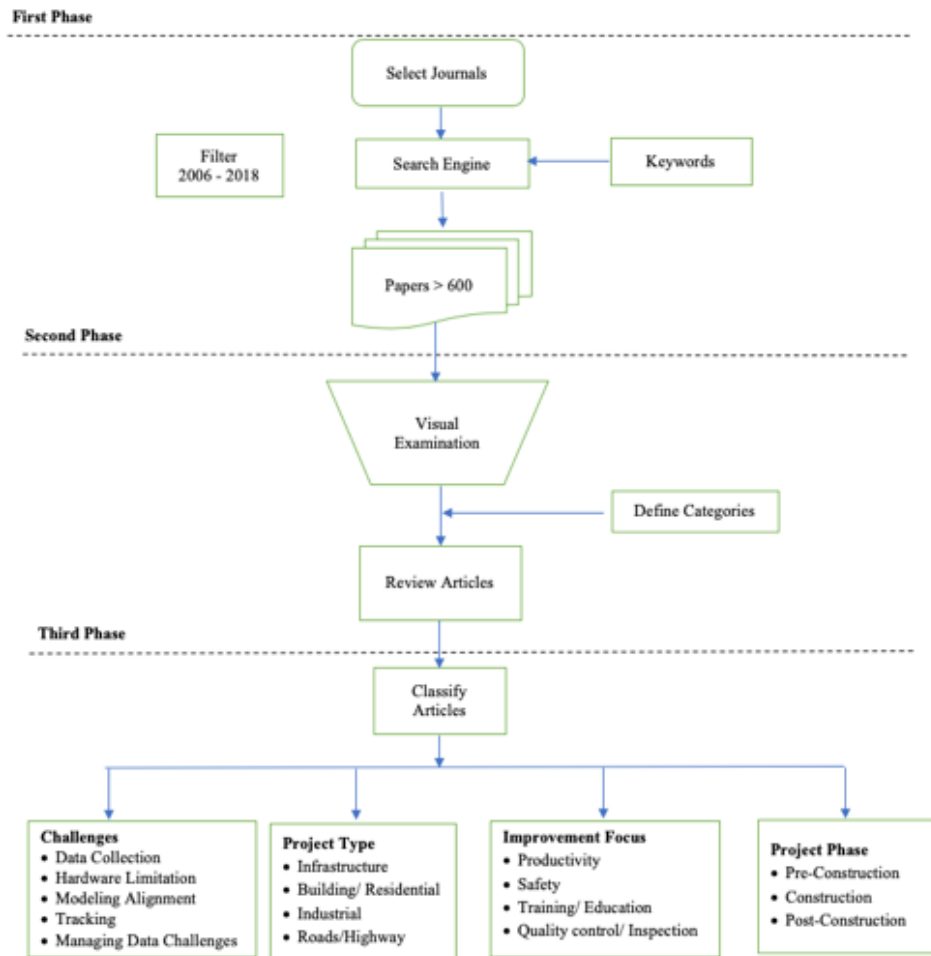 First Phase
Select Journals
Filter
2006 - 2018
Search Engine
Keywords
Papers > 600
Second Phase
Visual
Examination
Define Categories
Review Articles
Third Phase
Classify
Articles
Challenges
• Data Collection
• Hardware Limitation
• Modeling Alignment
• Tracking
• Managing Data Challenges
Project Type
• Infrastructure
• Building/ Residential
• Industrial
• Roads/Highway
Improvement Focus
• Productivity
• Safety
• Training/ Education
• Quality control/ Inspection
Project Phase
• Pre-Construction
• Construction
• Post-Construction